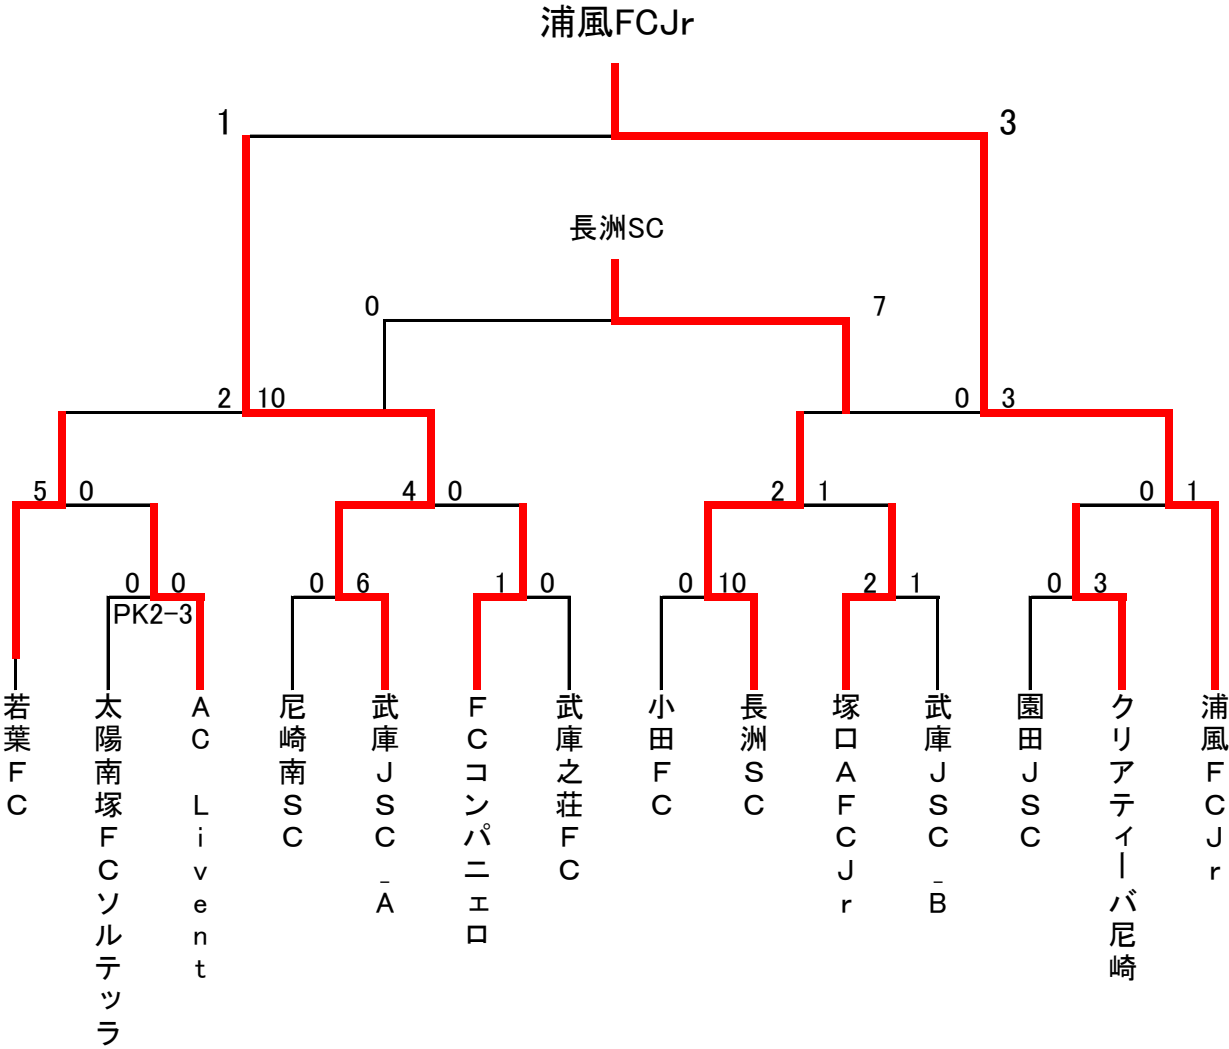 浦風FCJr
1
3
長洲SC
0
7
2 10
0 3
5 0
4 0
2 1
0 1
0 0
0 6
1 0
0 10
2 1
0 3
PK2-3
若葉FC
太陽南塚FCソルテッラ
AC Livent
尼崎南SC
武庫JSC_A
FCコンパニェロ
武庫之荘FC
小田FC
長洲SC
塚口AFCJr
武庫JSC_B
園田JSC
クリアティーバ尼崎
浦風FCJr